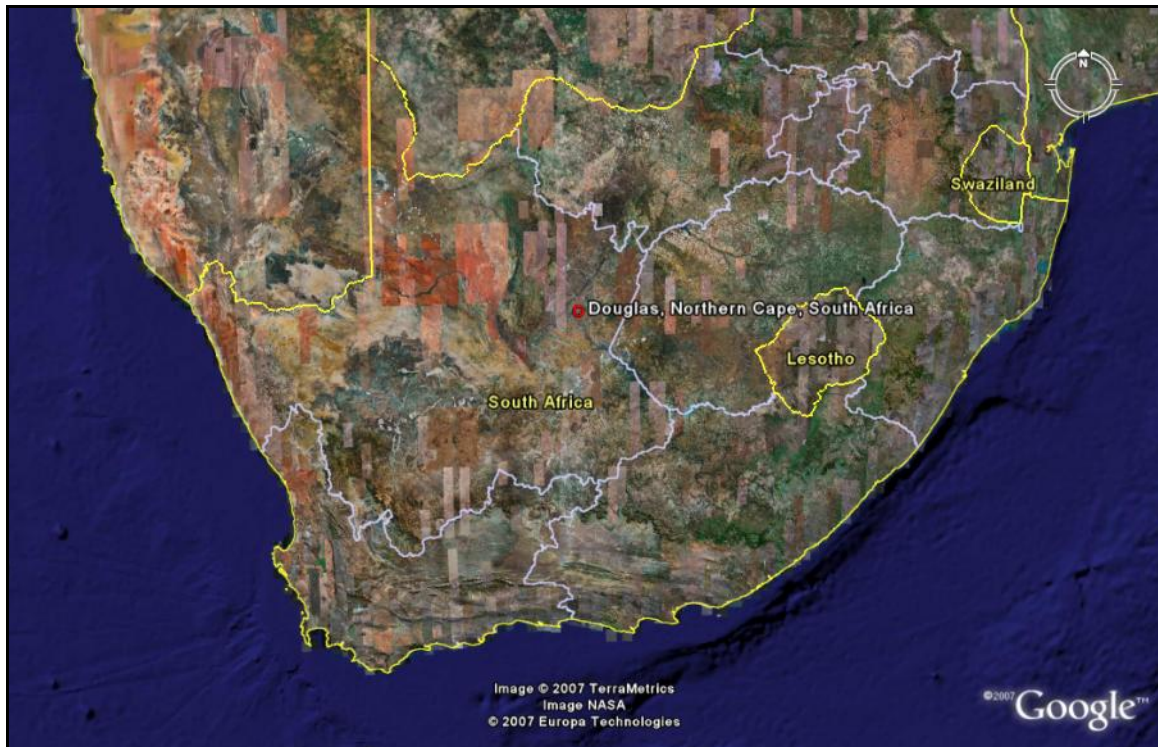 N
Swaziland
Douglas, Northern Cape, South Africa
Lesotho
South Africa
Image © 2007 TerraMetrics
Image NASA
© 2007 Europa Technologies
©2007 Google™